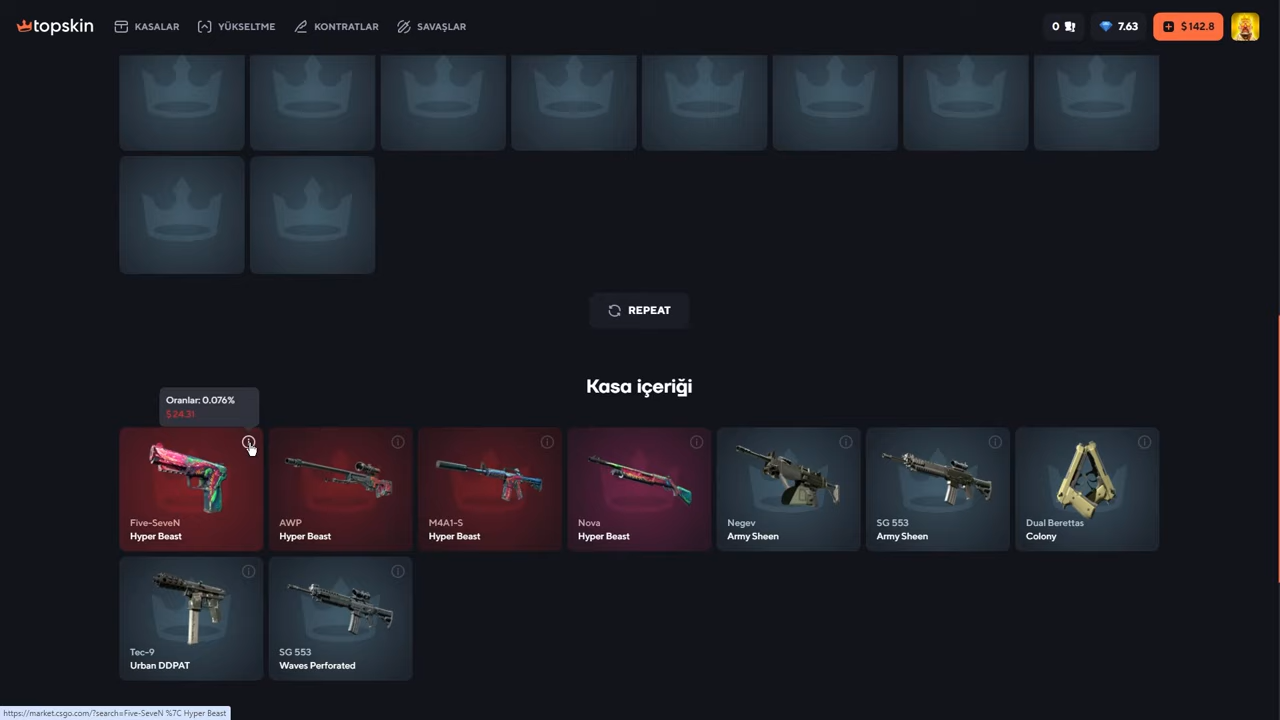 topskin
KASALAR
YÜKSELTME
KONTRATLAR
SAVAŞLAR
0
7.63
$ 142.8
REPEAT
Kasa içeriği
Oranlar: 0.076%
$ 24.31
Five-SeveN
Hyper Beast
AWP
Hyper Beast
M4A1-S
Hyper Beast
Nova
Hyper Beast
Negev
Army Sheen
SG 553
Army Sheen
Dual Berettas
Colony
Tec-9
Urban DDPAT
SG 553
Waves Perforated
https://market.csgo.com/?search=Five-SeveN %7C Hyper Beast